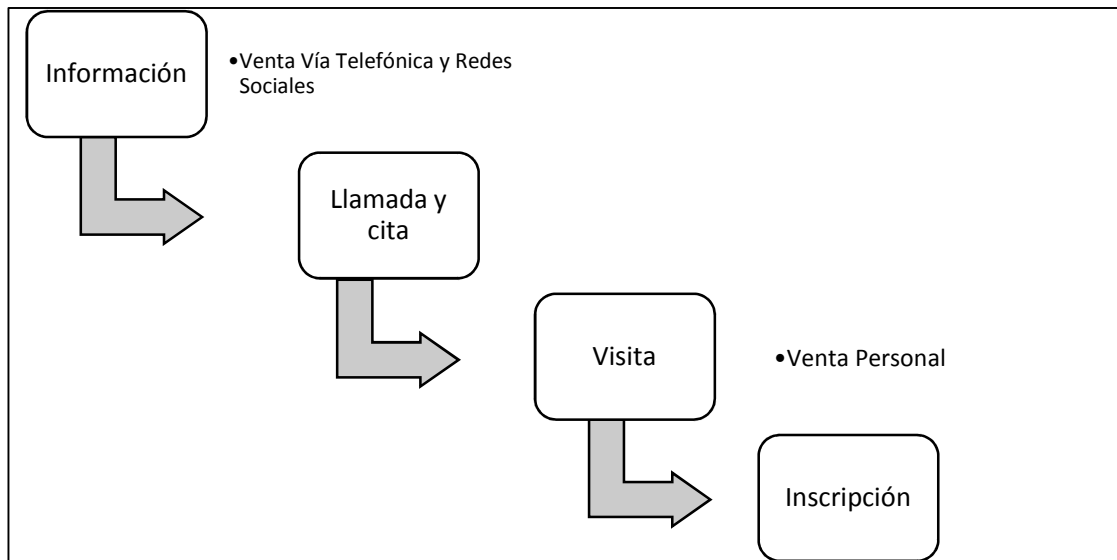 Información
•Venta Vía Telefónica y Redes
Sociales
Llamada y
cita
Visita
•Venta Personal
Inscripción